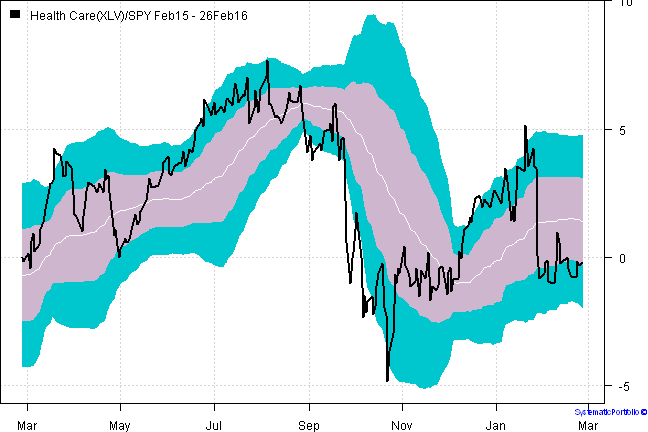 Health Care(XLV)/SPY Feb15 - 26Feb16
10
5
0
-5
Mar May Jul Sep Nov Jan Mar
SystematicPortfolio ©